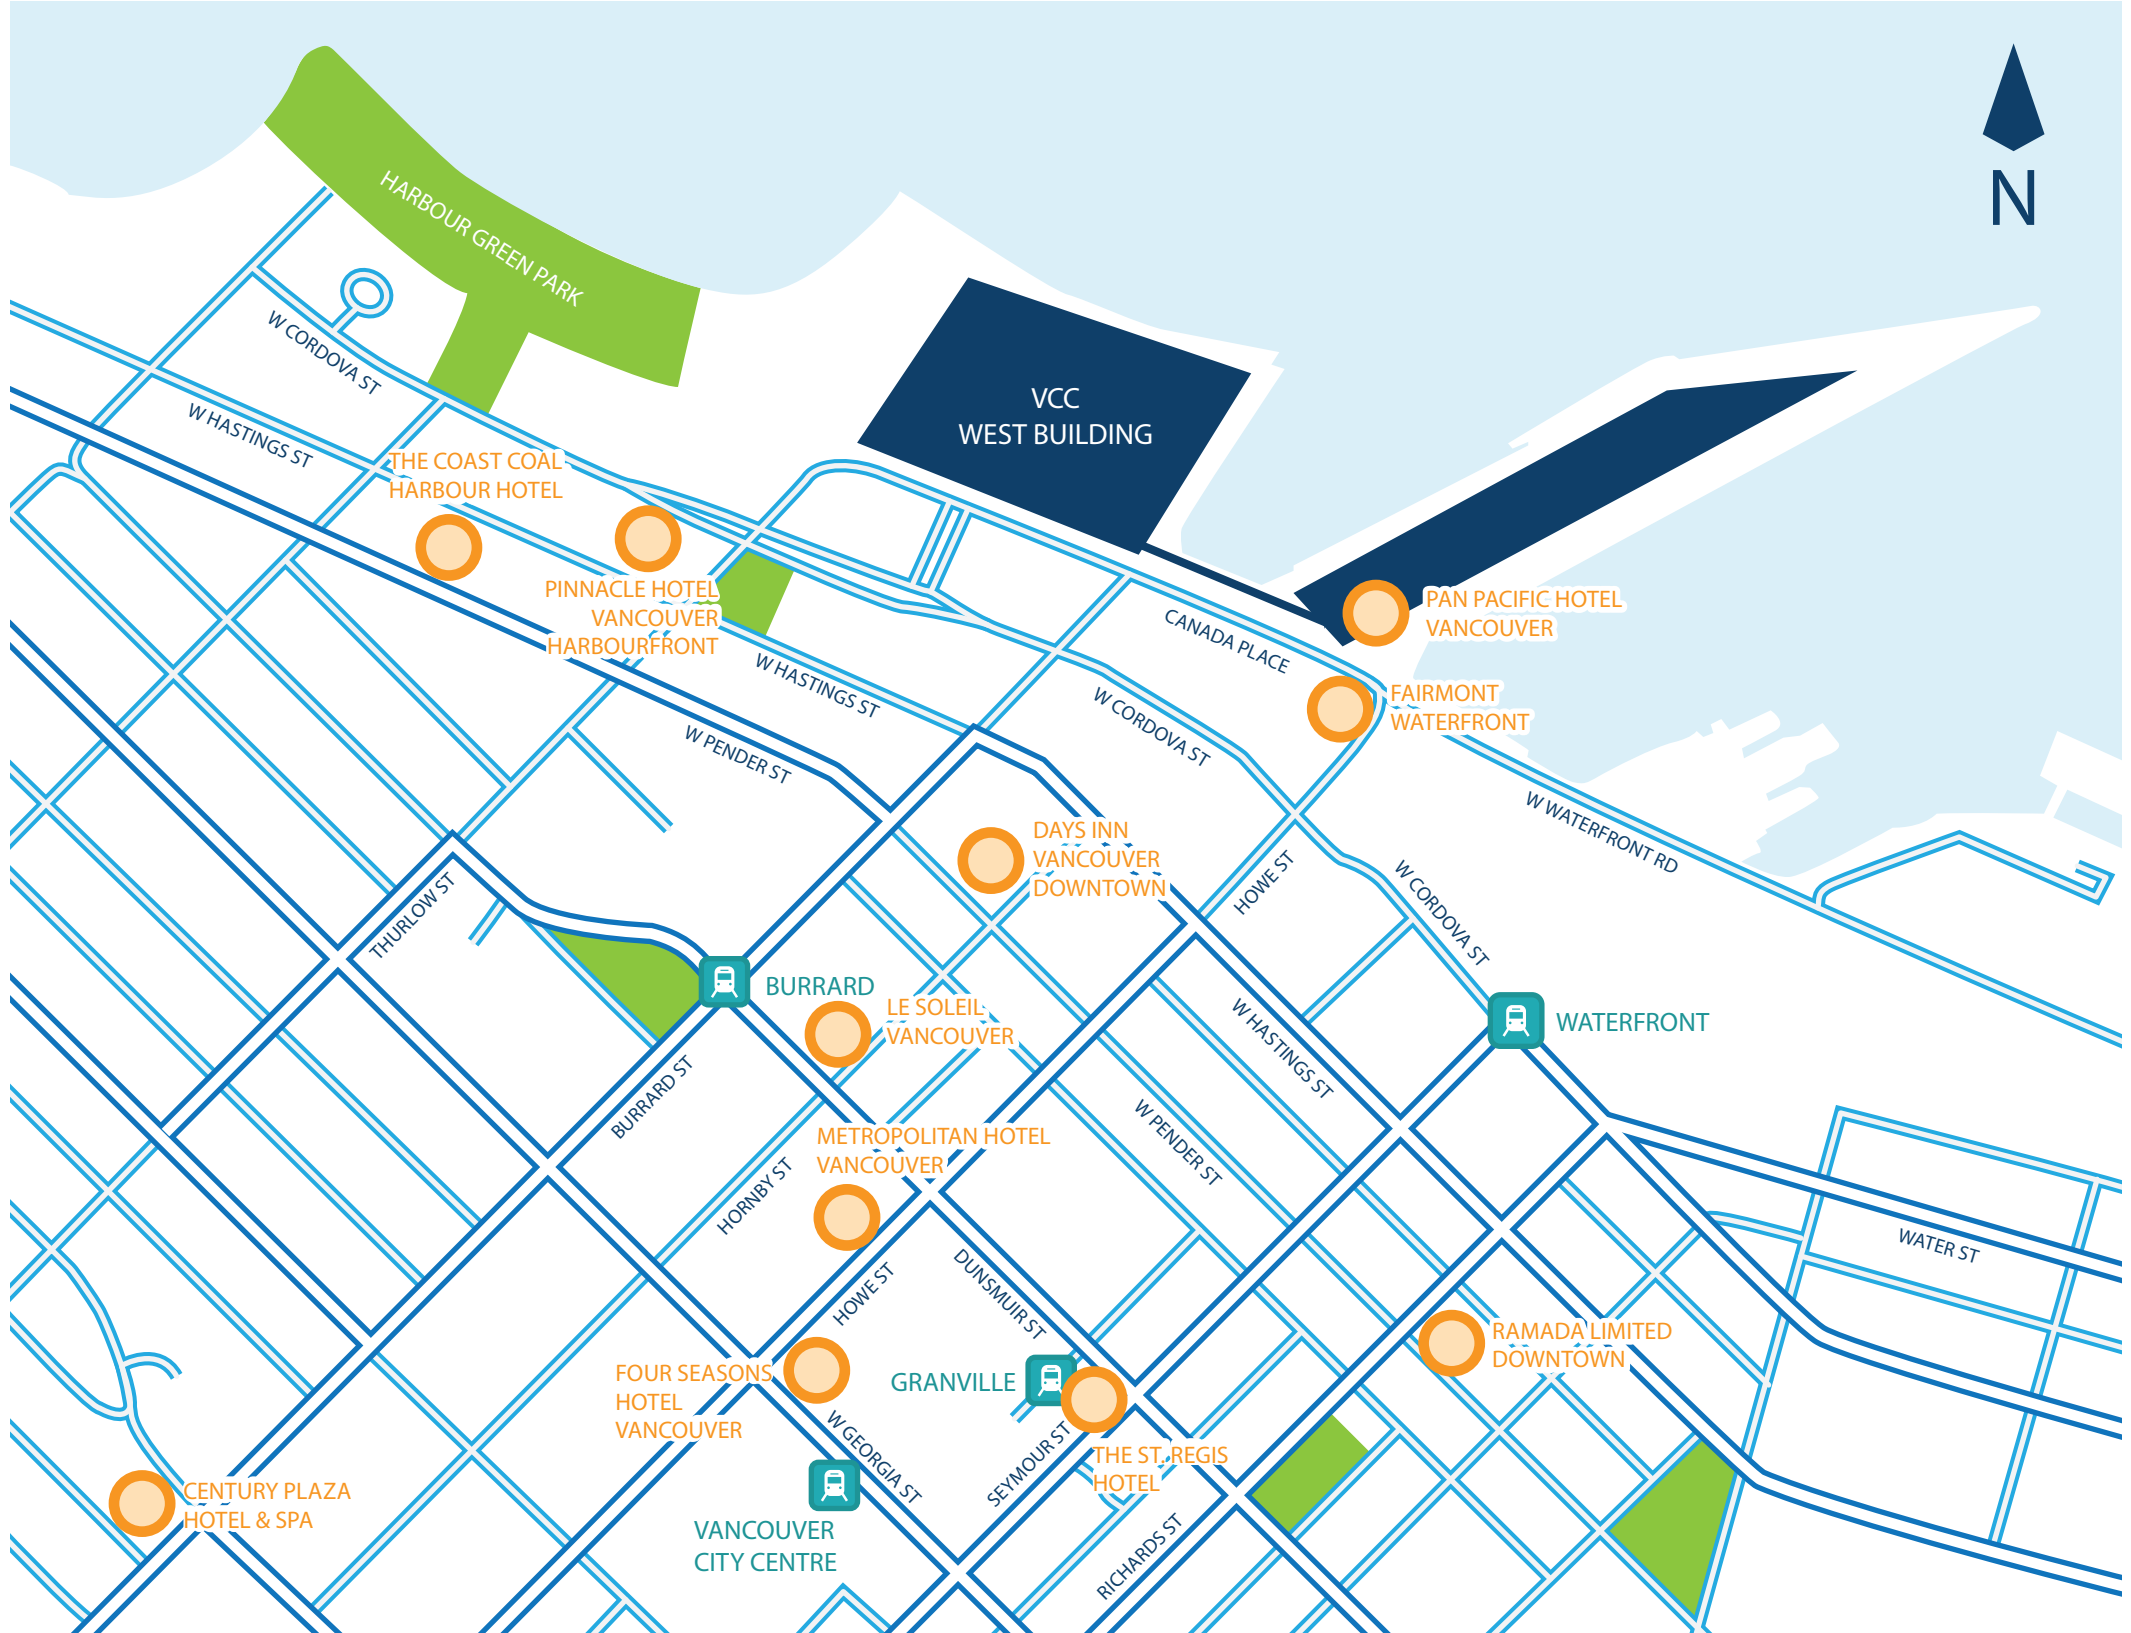 N
HARBOUR GREEN PARK
W CORDOVA ST
W HASTINGS ST
VCC
WEST BUILDING
THE COAST COAL
HARBOUR HOTEL
PINNACLE HOTEL
VANCOUVER
HARBOURFRONT
PAN PACIFIC HOTEL
VANCOUVER
CANADA PLACE
W HASTINGS ST
W CORDOVA ST
FAIRMONT
WATERFRONT
W PENDER ST
W WATERFRONT RD
DAYS INN
VANCOUVER
DOWNTOWN
HOWE ST
W CORDOVA ST
THURLOW ST
BURRARD
LE SOLEIL
VANCOUVER
W HASTINGS ST
WATERFRONT
BURRARD ST
W PENDER ST
METROPOLITAN HOTEL
VANCOUVER
HORNBY ST
WATER ST
HOWE ST
DUNSMUIR ST
RAMADA LIMITED
DOWNTOWN
FOUR SEASONS
HOTEL
VANCOUVER
GRANVILLE
W GEORGIA ST
SEYMOUR ST
THE ST. REGIS
HOTEL
CENTURY PLAZA
HOTEL & SPA
VANCOUVER
CITY CENTRE
RICHARDS ST